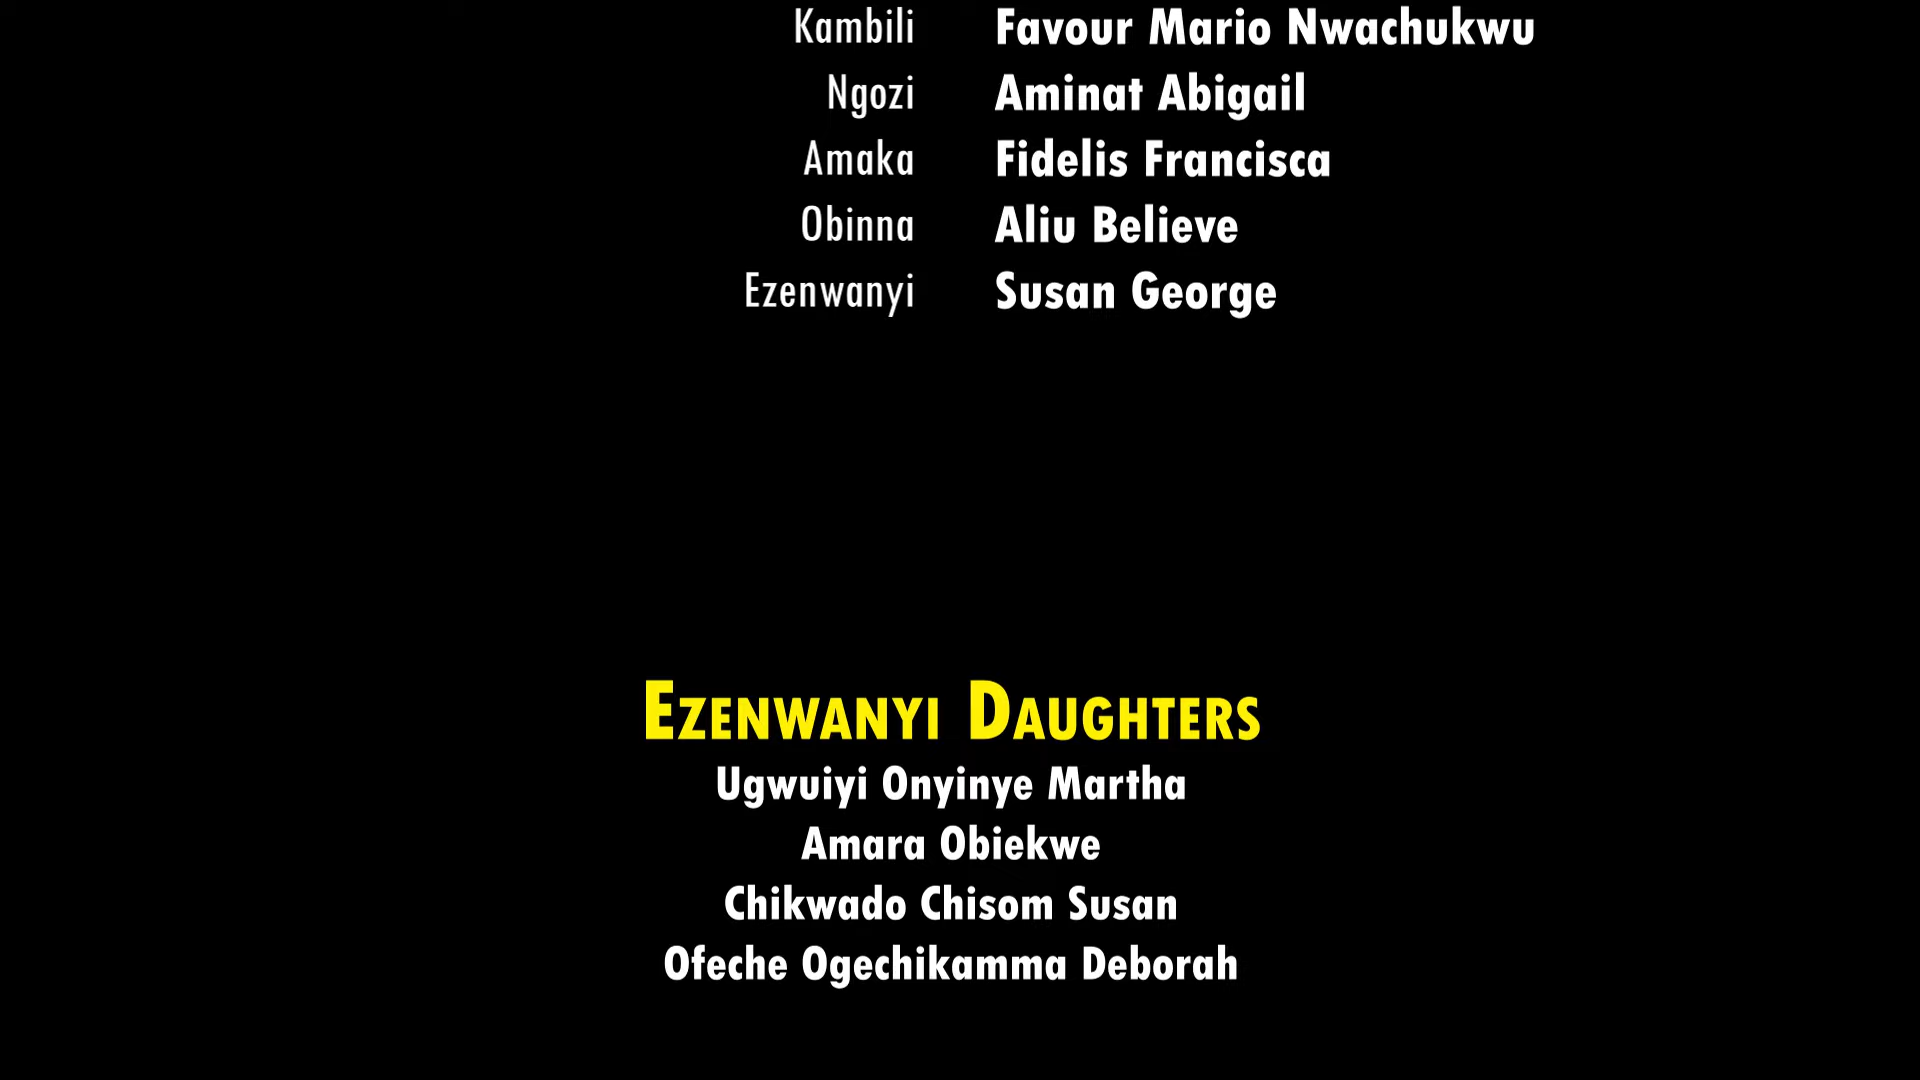 Kambili Favour Mario Nwachukwu
Ngozi Aminat Abigail
Amaka Fidelis Francisca
Obinna Aliu Believe
Ezenwanyi Susan George
EZENWANYI DAUGHTERS
Ugwuiyi Onyinye Martha
Amara Obiekwe
Chikwado Chisom Susan
Ofeche Ogechikamma Deborah